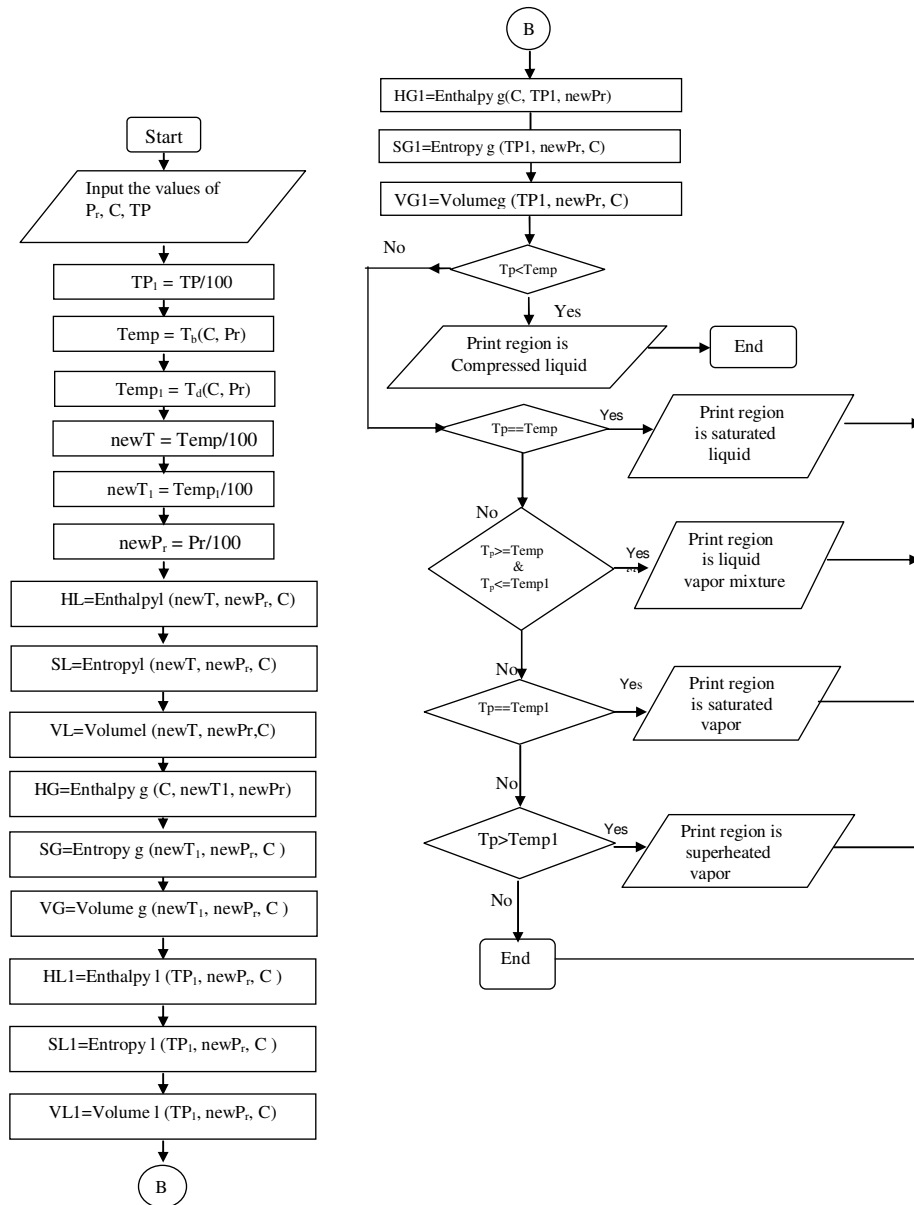 Start
Input the values of
Pᵣ, C, TP
TP₁ = TP/100
Temp = T_b(C, Pr)
Temp₁ = T_d(C, Pr)
newT = Temp/100
newT₁ = Temp₁/100
newPᵣ = Pr/100
HL=Enthalpyl (newT, newPᵣ, C)
SL=Entropyl (newT, newPᵣ, C)
VL=Volumel (newT, newPr,C)
HG=Enthalpy g (C, newT1, newPr)
SG=Entropy g (newT₁, newPᵣ, C )
VG=Volume g (newT₁, newPᵣ, C )
HL1=Enthalpy l (TP₁, newPᵣ, C )
SL1=Entropy l (TP₁, newPᵣ, C )
VL1=Volume l (TP₁, newPᵣ, C)
B
B
HG1=Enthalpy g(C, TP1, newPr)
SG1=Entropy g (TP1, newPr, C)
VG1=Volumeg (TP1, newPr, C)
No
Tp<Temp
Yes
Print region is
Compressed liquid
End
Tp==Temp
Yes
Print region
is saturated
liquid
No
Tₚ>=Temp
&
Tₚ<=Temp1
Yes
Print region
is liquid
vapor mixture
No
Tp==Temp1
Yes
Print region
is saturated
vapor
No
Tp>Temp1
Yes
Print region is
superheated
vapor
No
End